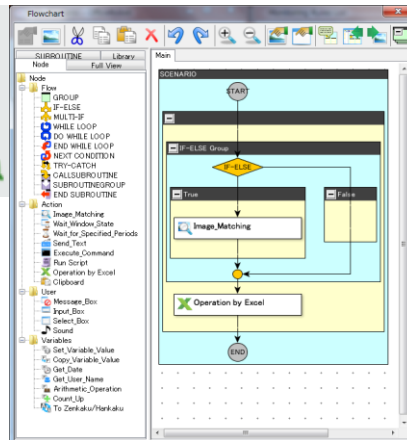 Flowchart
SUBROUTINE
Library
Node
Full View
Main
Node
Flow
GROUP
IF-ELSE
MULTI-IF
WHILE LOOP
DO WHILE LOOP
END WHILE LOOP
NEXT CONDITION
TRY-CATCH
CALLSUBROUTINE
SUBROUTINEGROUP
END SUBROUTINE
Action
Image_Matching
Wait_Window_State
Wait_for_Specified_Periods
Send_Text
Execute_Command
Run Script
Operation by Excel
Clipboard
User
Message_Box
Input_Box
Select_Box
Sound
Variables
Set_Variable_Value
Copy_Variable_Value
Get_Date
Get_User_Name
Arithmetic_Operation
Count_Up
To Zenkaku/Hankaku
SCENARIO
START
IF-ELSE Group
IF-ELSE
True
False
Image_Matching
Operation by Excel
END